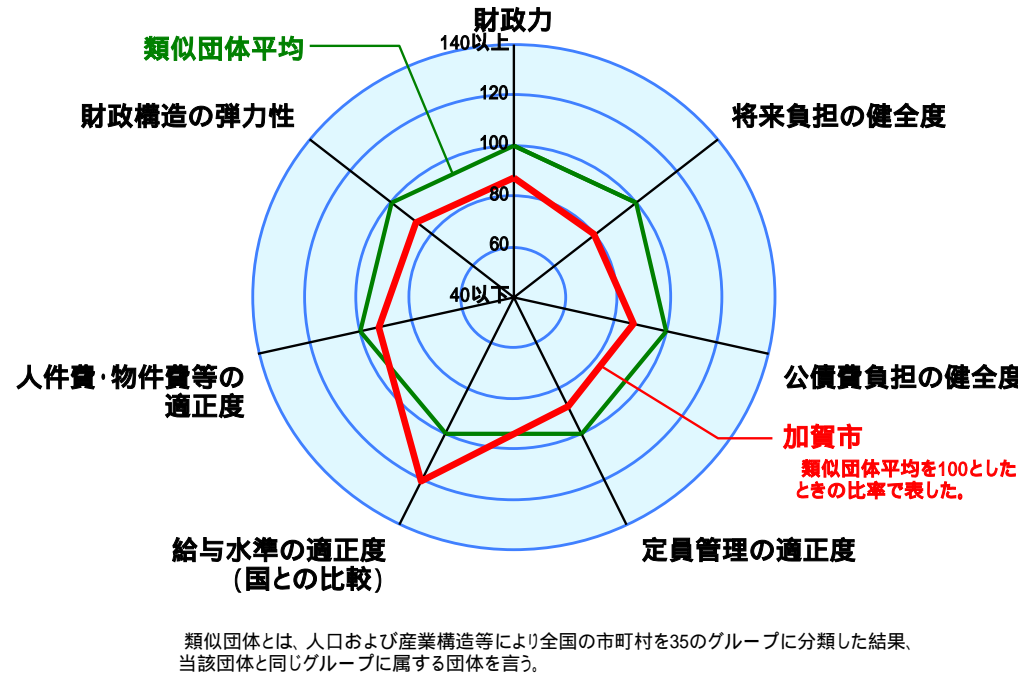 財政力
140以上
類似団体平均
120
財政構造の弾力性
将来負担の健全度
100
80
60
40以下
人件費・物件費等の
適正度
公債費負担の健全度
加賀市
類似団体平均を100とした
ときの比率で表した。
給与水準の適正度
(国との比較)
定員管理の適正度
類似団体とは、人口および産業構造等により全国の市町村を35のグループに分類した結果、
当該団体と同じグループに属する団体を言う。